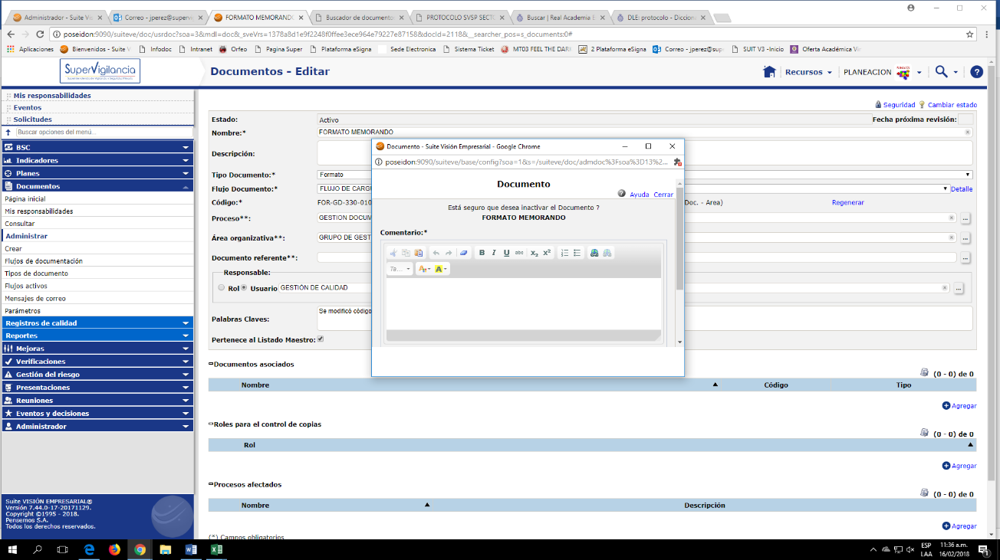 Administrador - Suite Vis
Correo - jperez@supervi
FORMATO MEMORANDO
Buscador de documento
PROTOCOLO SVSP SECTO
Buscar | Real Academia E
DLE: protocolo - Dicciona
poseidon:9090/suiteve/doc/usrdoc?soa=3&mdl=doc&_sveVrs=1378a8d1e9f2248f0ffee3ece964e79227e87158&docId=2118&__searcher_pos=s_documents:0#
Aplicaciones
Bienvenidos - Suite V
Infodoc
Intranet
Orfeo
Pagina Super
Plataforma eSigna
Sede Electronica
Sistema Ticket
MT03 FEEL THE DARK
2 Plataforma eSigna
Correo - jperez@sup
SUIT V3 -Inicio
Oferta Académica Vir
SuperVigilancia
Documentos - Editar
Recursos
PLANEACION
Mis responsabilidades
Eventos
Solicitudes
Buscar opciones del menú...
BSC
Indicadores
Planes
Documentos
Página inicial
Mis responsabilidades
Consultar
Administrar
Crear
Flujos de documentación
Tipos de documento
Flujos activos
Mensajes de correo
Parámetros
Registros de calidad
Reportes
Mejoras
Verificaciones
Gestión del riesgo
Presentaciones
Reuniones
Eventos y decisiones
Administrador
Suite VISIÓN EMPRESARIAL®
Versión 7.44.0-17-20171129.
Copyright ©1995 - 2018.
Pensemos S.A.
Todos los derechos reservados.
Seguridad Cambiar estado
Estado: Activo Fecha próxima revisión:
Nombre:* FORMATO MEMORANDO
Descripción:
Tipo Documento:* Formato
Flujo Documento:* FLUJO DE CARGU Detalle
Código:* FOR-GD-330-010 Doc. - Area) Regenerar
Proceso**: GESTION DOCUM ...
Área organizativa**: GRUPO DE GEST ...
Documento referente**: ...
Responsable:
Rol Usuario GESTIÓN DE CALIDAD ...
Palabras Claves: Se modificó código
Pertenece al Listado Maestro:
Documento - Suite Visión Empresarial - Google Chrome
poseidon:9090/suiteve/base/config?soa=1&s=/suiteve/doc/admdoc%3Fsoa%3D13%2...
Documento
Ayuda Cerrar
Está seguro que desea inactivar el Documento ?
FORMATO MEMORANDO
Comentario:*
B I U abc x₂ x²
Ta... A A
Documentos asociados
(0 - 0) de 0
Nombre Código Tipo
Agregar
Roles para el control de copias
(0 - 0) de 0
Rol
Agregar
Procesos afectados
(0 - 0) de 0
Nombre Descripción
Agregar
(*) Campos obligatorios
ESP
LAA
11:36 a.m.
16/02/2018
1